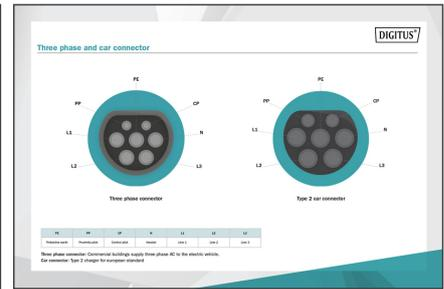 DIGITUS®
Three phase and car connector
PE
PP
CP
L1
N
L2
L3
Three phase connector
PE
PP
CP
L1
N
L2
L3
Type 2 car connector
PE PP CP N L1 L2 L3
Protective earth Proximity pilot Control pilot Neutral Line 1 Line 2 Line 3
Three phase connector: Commercial buildings supply three phase AC to the electric vehicle.
Car connector: Type 2 charger for european standard